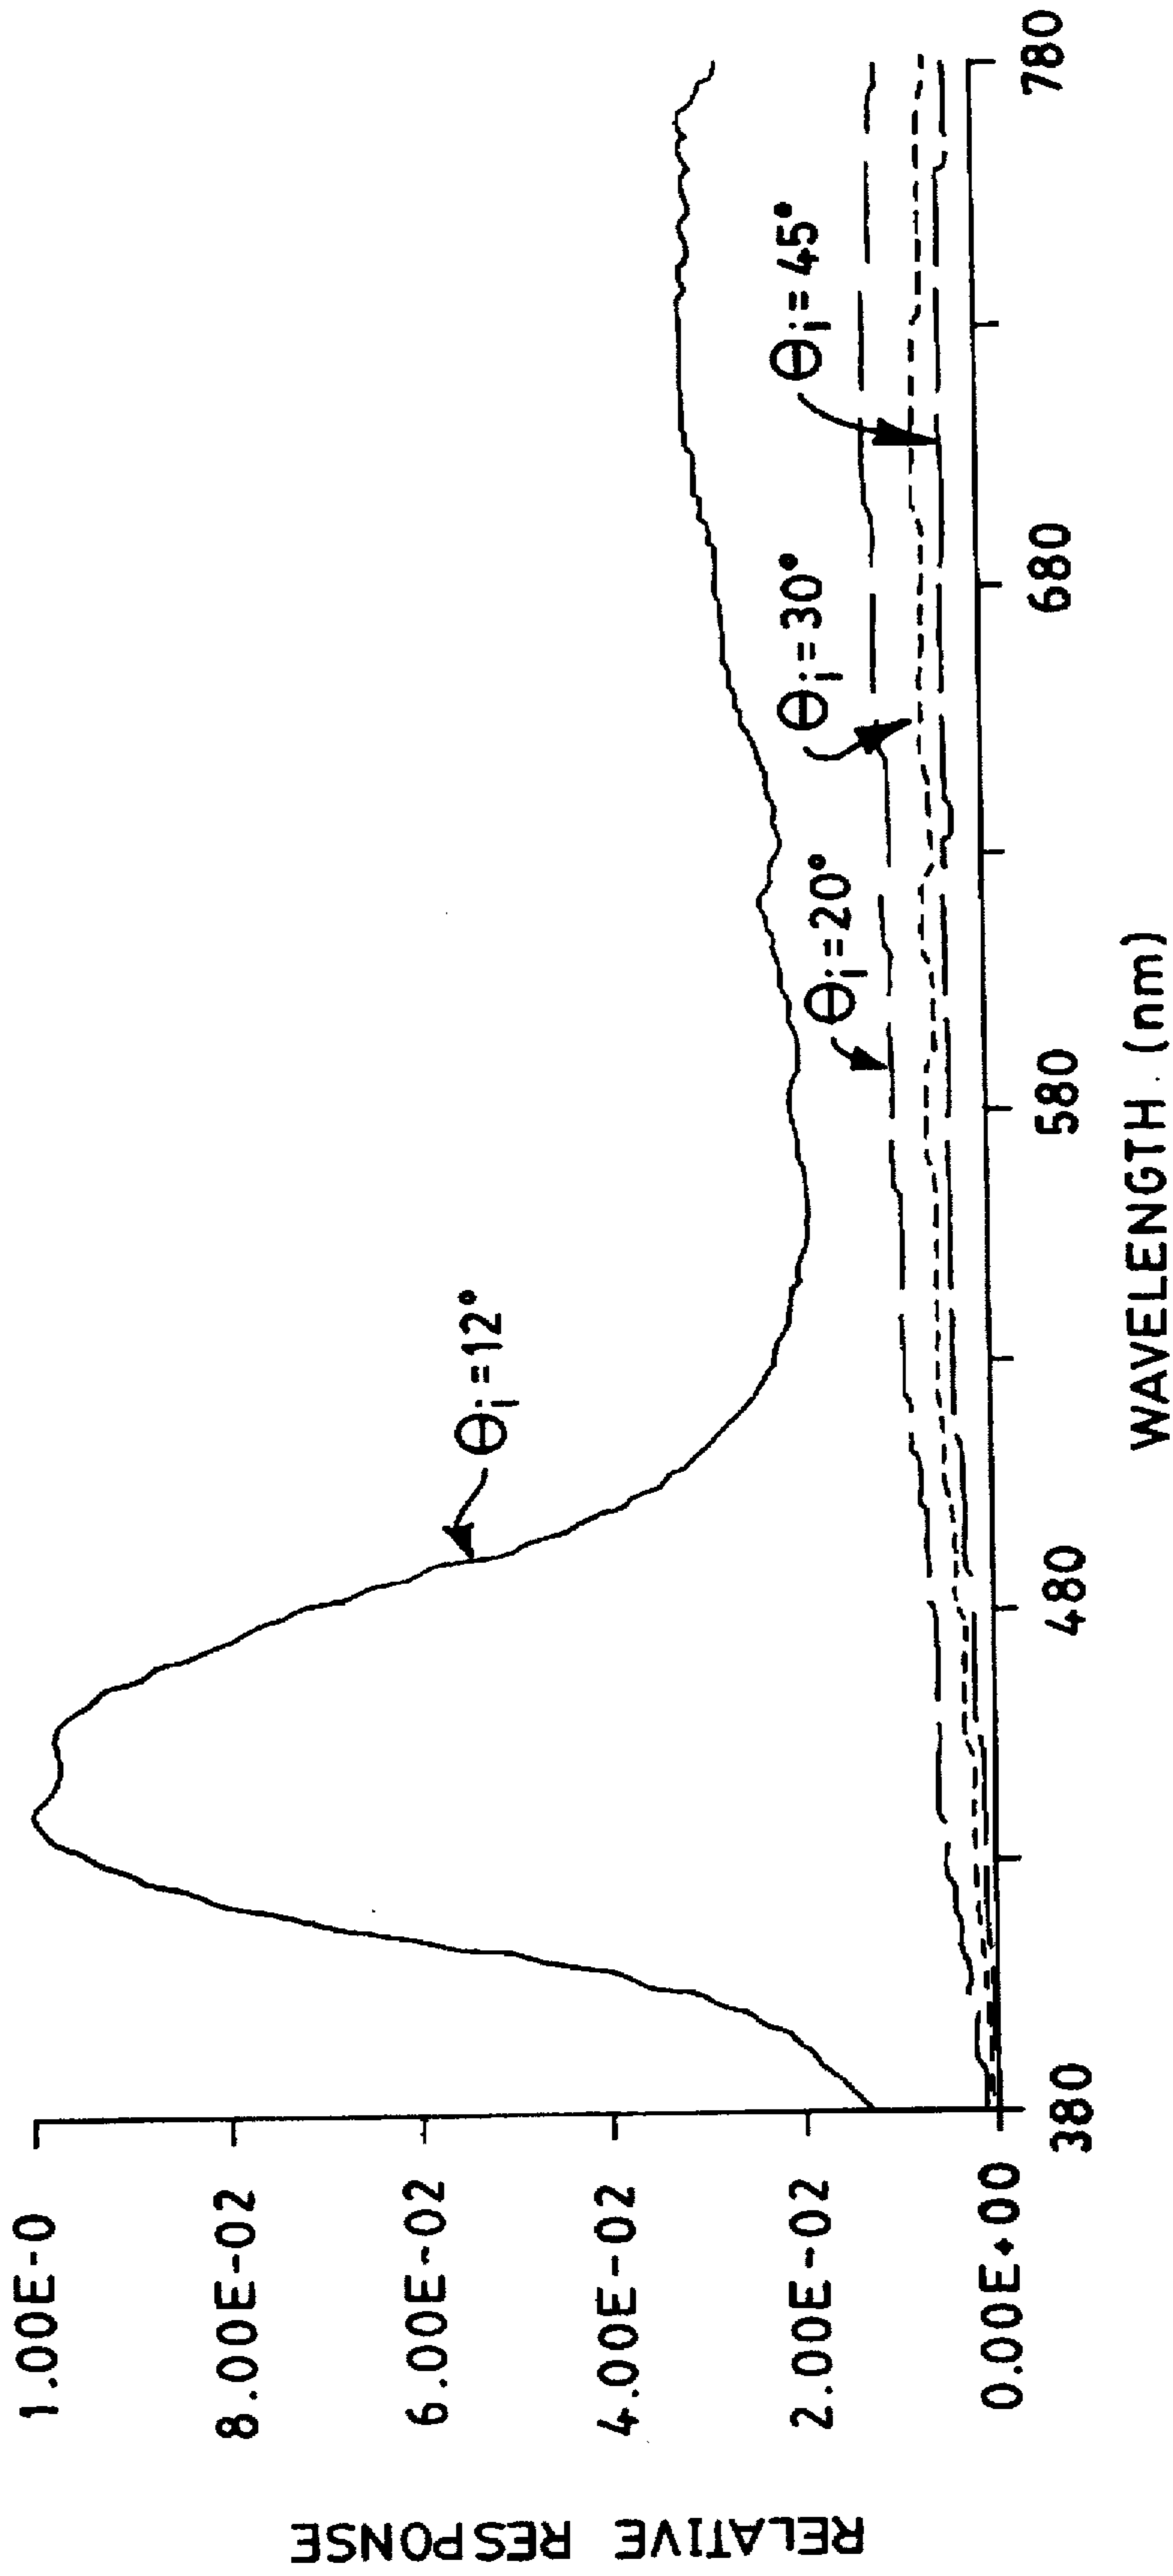 RELATIVE RESPONSE
1.00E-0
8.00E-02
6.00E-02
4.00E-02
2.00E-02
0.00E+00
θi=12°
θi=20°
θi=30°
θi=45°
380
480
580
680
780
WAVELENGTH (nm)